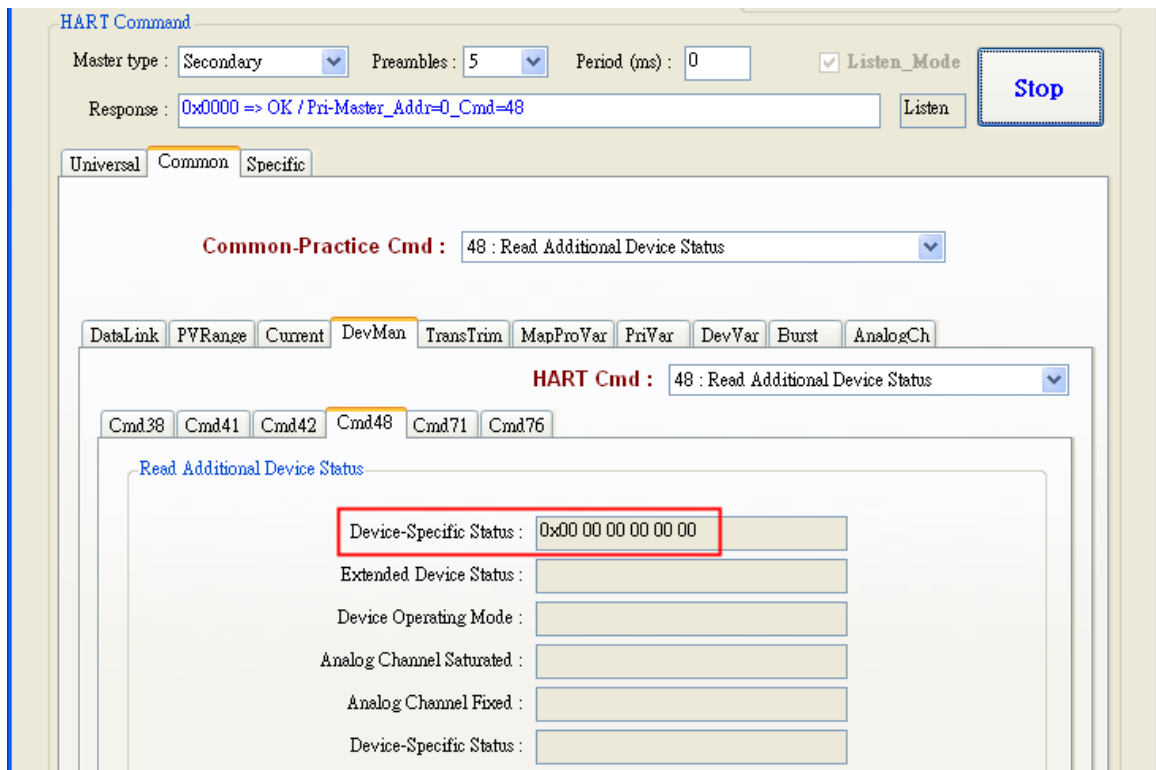 HART Command
Master type : Secondary Preambles : 5 Period (ms) : 0 Listen_Mode Stop
Response : 0x0000 => OK / Pri-Master_Addr=0_Cmd=48 Listen
Universal Common Specific
Common-Practice Cmd : 48 : Read Additional Device Status
DataLink PVRange Current DevMan TransTrim MapProVar PriVar DevVar Burst AnalogCh
HART Cmd : 48 : Read Additional Device Status
Cmd38 Cmd41 Cmd42 Cmd48 Cmd71 Cmd76
Read Additional Device Status
Device-Specific Status : 0x00 00 00 00 00 00
Extended Device Status :
Device Operating Mode :
Analog Channel Saturated :
Analog Channel Fixed :
Device-Specific Status :